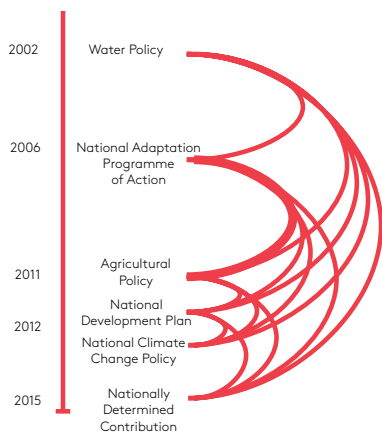 2002
Water Policy
2006
National Adaptation
Programme
of Action
2011
Agricultural
Policy
National
Development Plan
2012
National Climate
Change Policy
2015
Nationally
Determined
Contribution